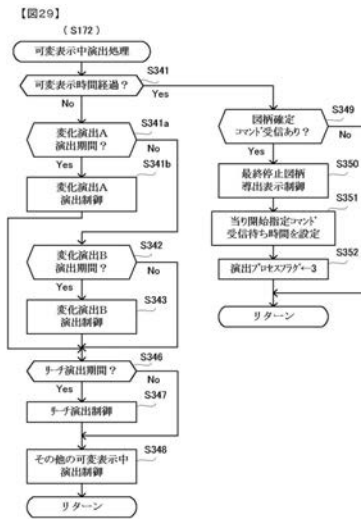 【図29】
(S172)
可変表示中演出処理
S341
可変表示時間経過?
Yes
No
S341a
変化演出A
演出期間?
Yes
No
S341b
変化演出A
演出制御
S342
変化演出B
演出期間?
Yes
No
S343
変化演出B
演出制御
S346
リーチ演出期間?
Yes
No
S347
リーチ演出制御
S348
その他の可変表示中
演出制御
リターン
S349
図柄確定
コマンド受信あり?
Yes
No
S350
最終停止図柄
導出表示制御
S351
当り開始指定コマンド
受信待ち時間を設定
S352
演出プロセスフラグ←3
リターン